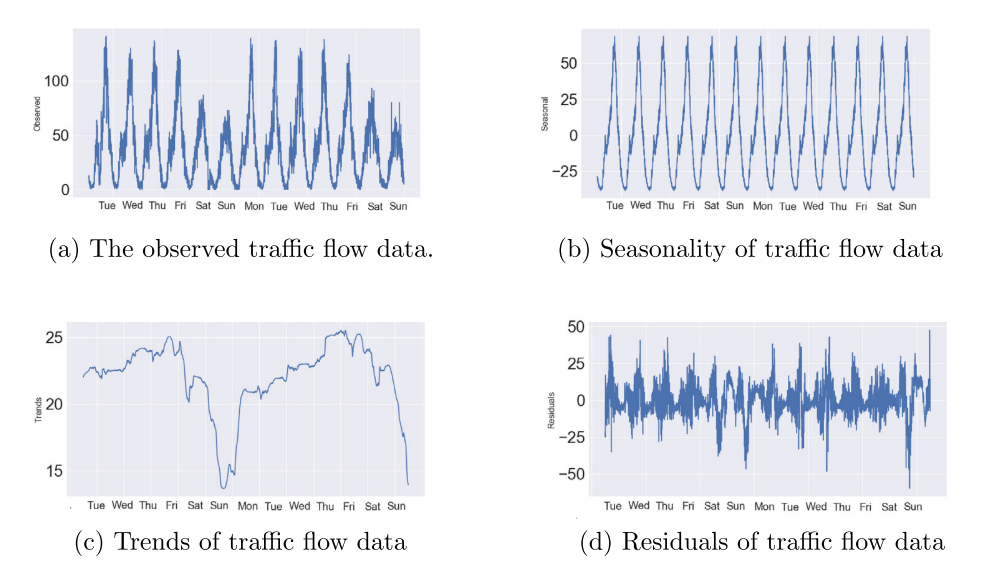 100
50
0
Observed
Tue Wed Thu Fri Sat Sun Mon Tue Wed Thu Fri Sat Sun
(a) The observed traffic flow data.
50
25
0
−25
Seasonal
Tue Wed Thu Fri Sat Sun Mon Tue Wed Thu Fri Sat Sun
(b) Seasonality of traffic flow data
25
20
15
Trends
Tue Wed Thu Fri Sat Sun Mon Tue Wed Thu Fri Sat Sun
(c) Trends of traffic flow data
50
25
0
−25
−50
Residuals
Tue Wed Thu Fri Sat Sun Mon Tue Wed Thu Fri Sat Sun
(d) Residuals of traffic flow data